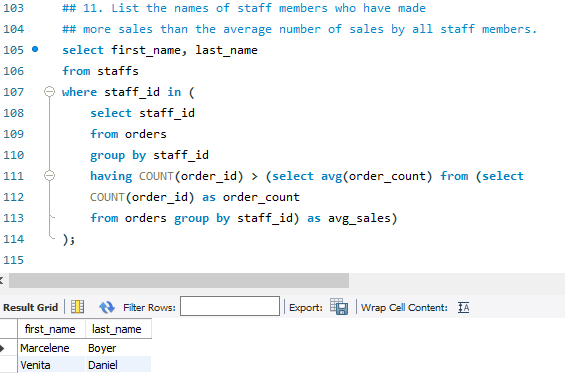 103 ## 11. List the names of staff members who have made
104 ## more sales than the average number of sales by all staff members.
105 select first_name, last_name
106 from staffs
107 where staff_id in (
108 select staff_id
109 from orders
110 group by staff_id
111 having COUNT(order_id) > (select avg(order_count) from (select
112 COUNT(order_id) as order_count
113 from orders group by staff_id) as avg_sales)
114 );
115
Result Grid Filter Rows: Export: Wrap Cell Content: IA
first_name last_name
Marcelene Boyer
Venita Daniel